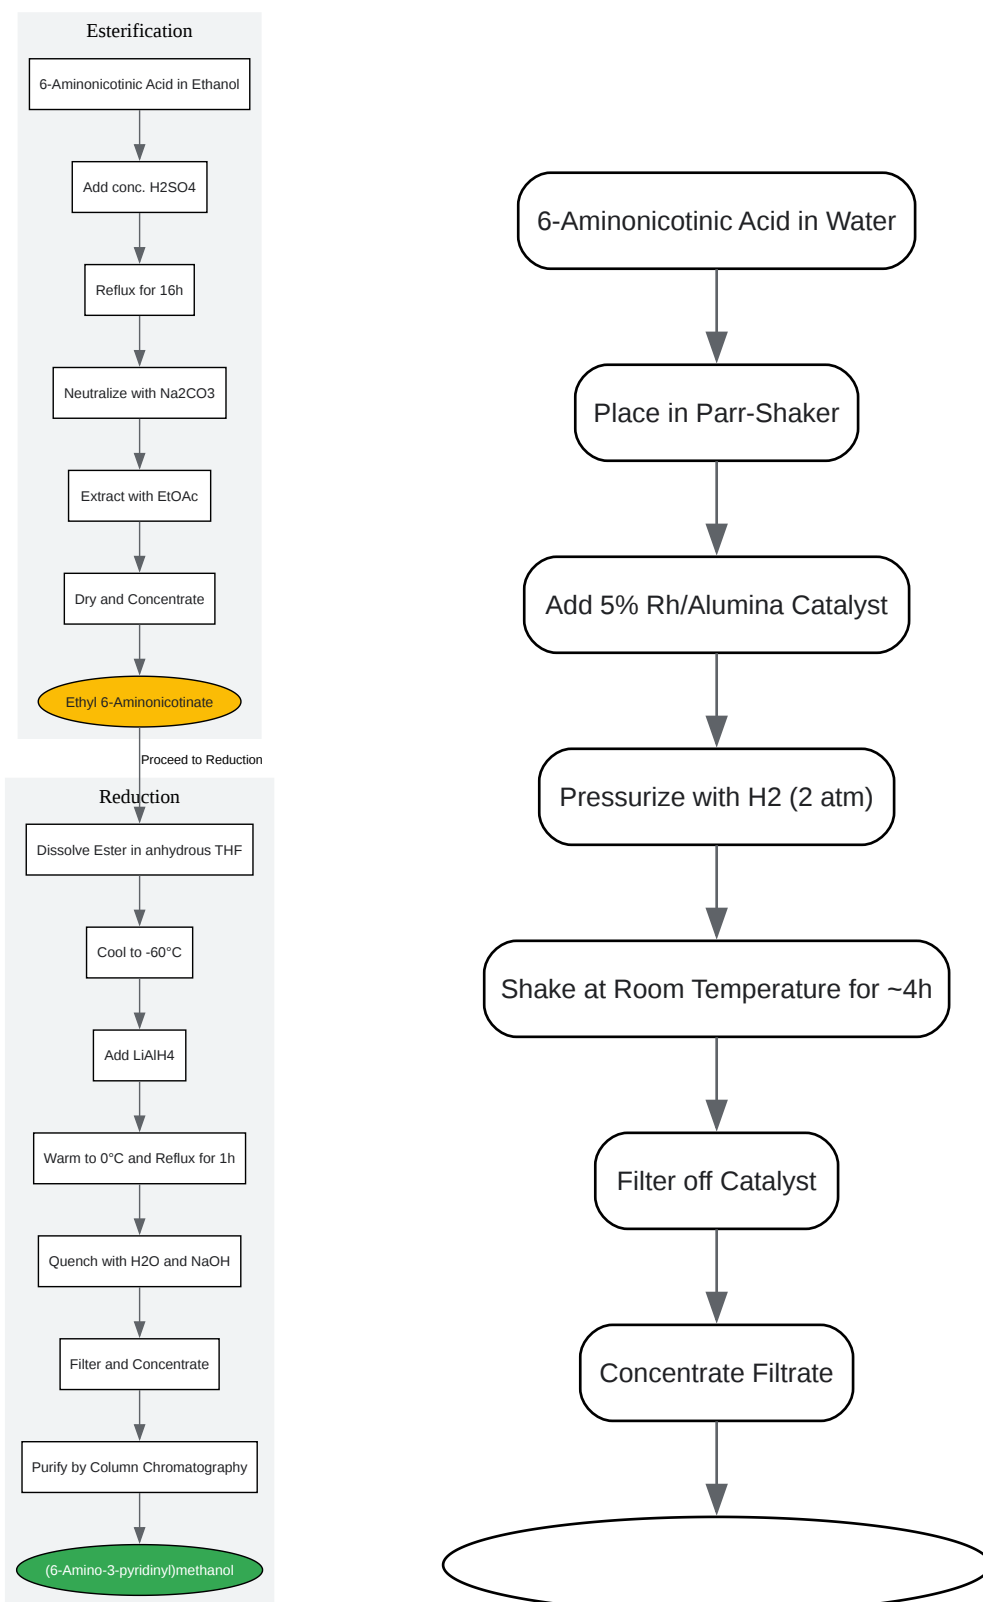 Esterification
6-Aminonicotinic Acid in Ethanol
Add conc. H2SO4
Reflux for 16h
Neutralize with Na2CO3
Extract with EtOAc
Dry and Concentrate
Ethyl 6-Aminonicotinate
Proceed to Reduction
Reduction
Dissolve Ester in anhydrous THF
Cool to -60°C
Add LiAlH4
Warm to 0°C and Reflux for 1h
Quench with H2O and NaOH
Filter and Concentrate
Purify by Column Chromatography
(6-Amino-3-pyridinyl)methanol
6-Aminonicotinic Acid in Water
Place in Parr-Shaker
Add 5% Rh/Alumina Catalyst
Pressurize with H2 (2 atm)
Shake at Room Temperature for ~4h
Filter off Catalyst
Concentrate Filtrate